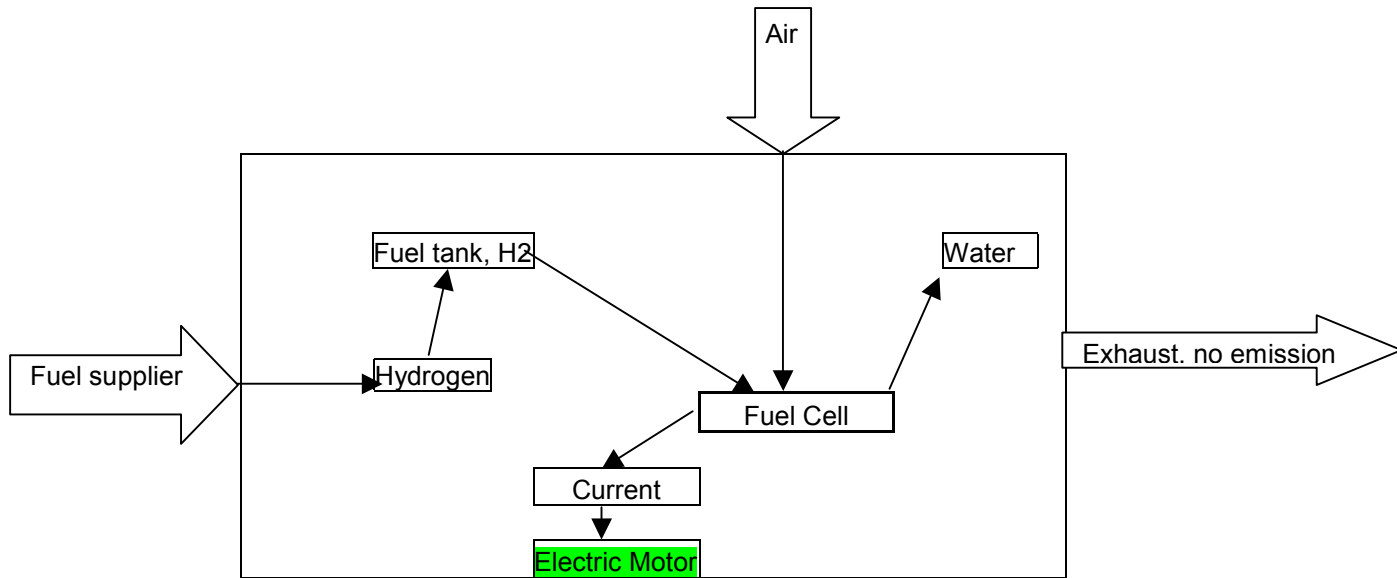 Air
Fuel tank, H2
Water
Fuel supplier
Hydrogen
Exhaust. no emission
Fuel Cell
Current
Electric Motor